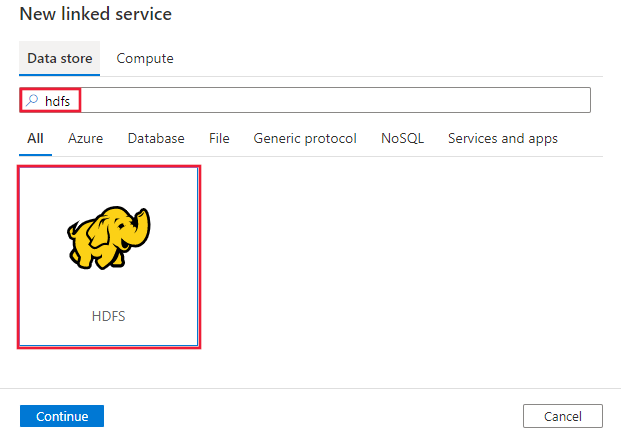 New linked service
Data store Compute
hdfs
All Azure Database File Generic protocol NoSQL Services and apps
HDFS
Continue Cancel